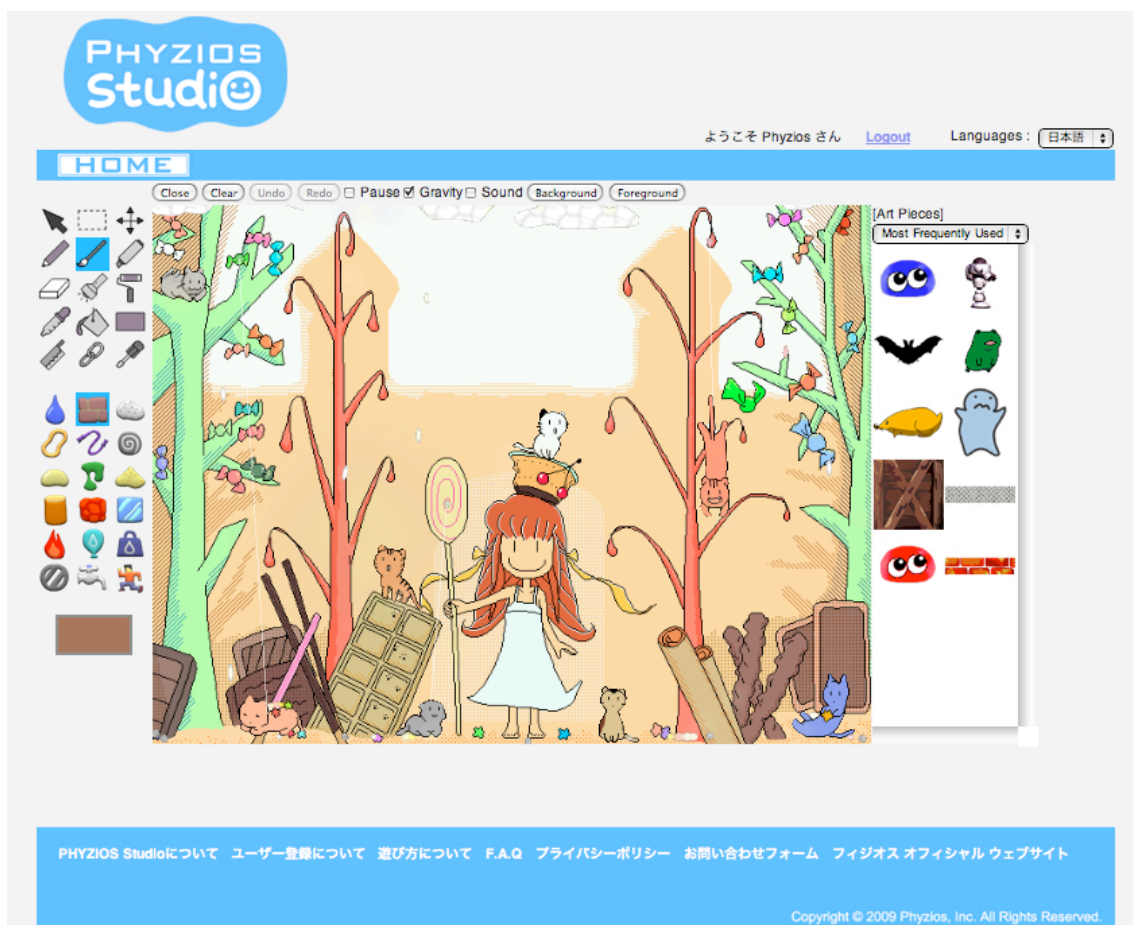 PHYZIOS
Studio
ようこそ Phyzios さん Logout Languages : 日本語
HOME
Close Clear Undo Redo Pause Gravity Sound Background Foreground
[Art Pieces]
Most Frequently Used
PHYZIOS Studioについて ユーザー登録について 遊び方について F.A.Q プライバシーポリシー お問い合わせフォーム フィジオス オフィシャル ウェブサイト
Copyright © 2009 Phyzios, Inc. All Rights Reserved.